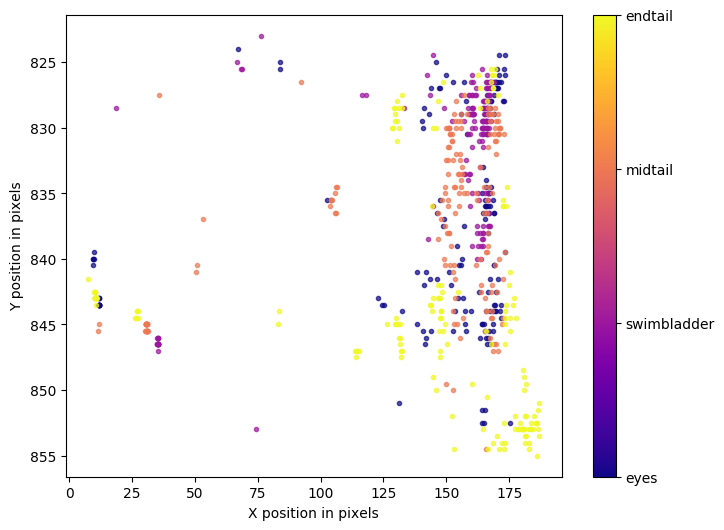 825
830
835
840
845
850
855
Y position in pixels
0
25
50
75
100
125
150
175
X position in pixels
endtail
midtail
swimbladder
eyes